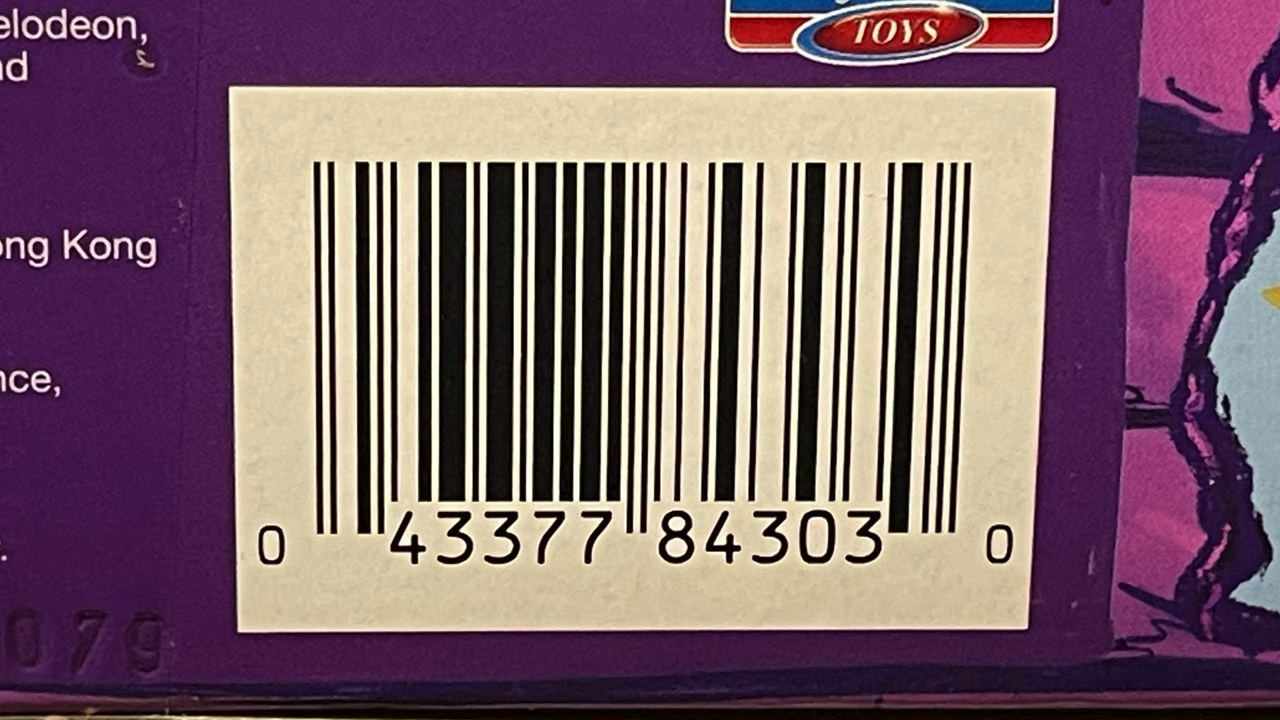 elodeon,
nd
TOYS
ong Kong
nce,
0 43377 84303 0
079